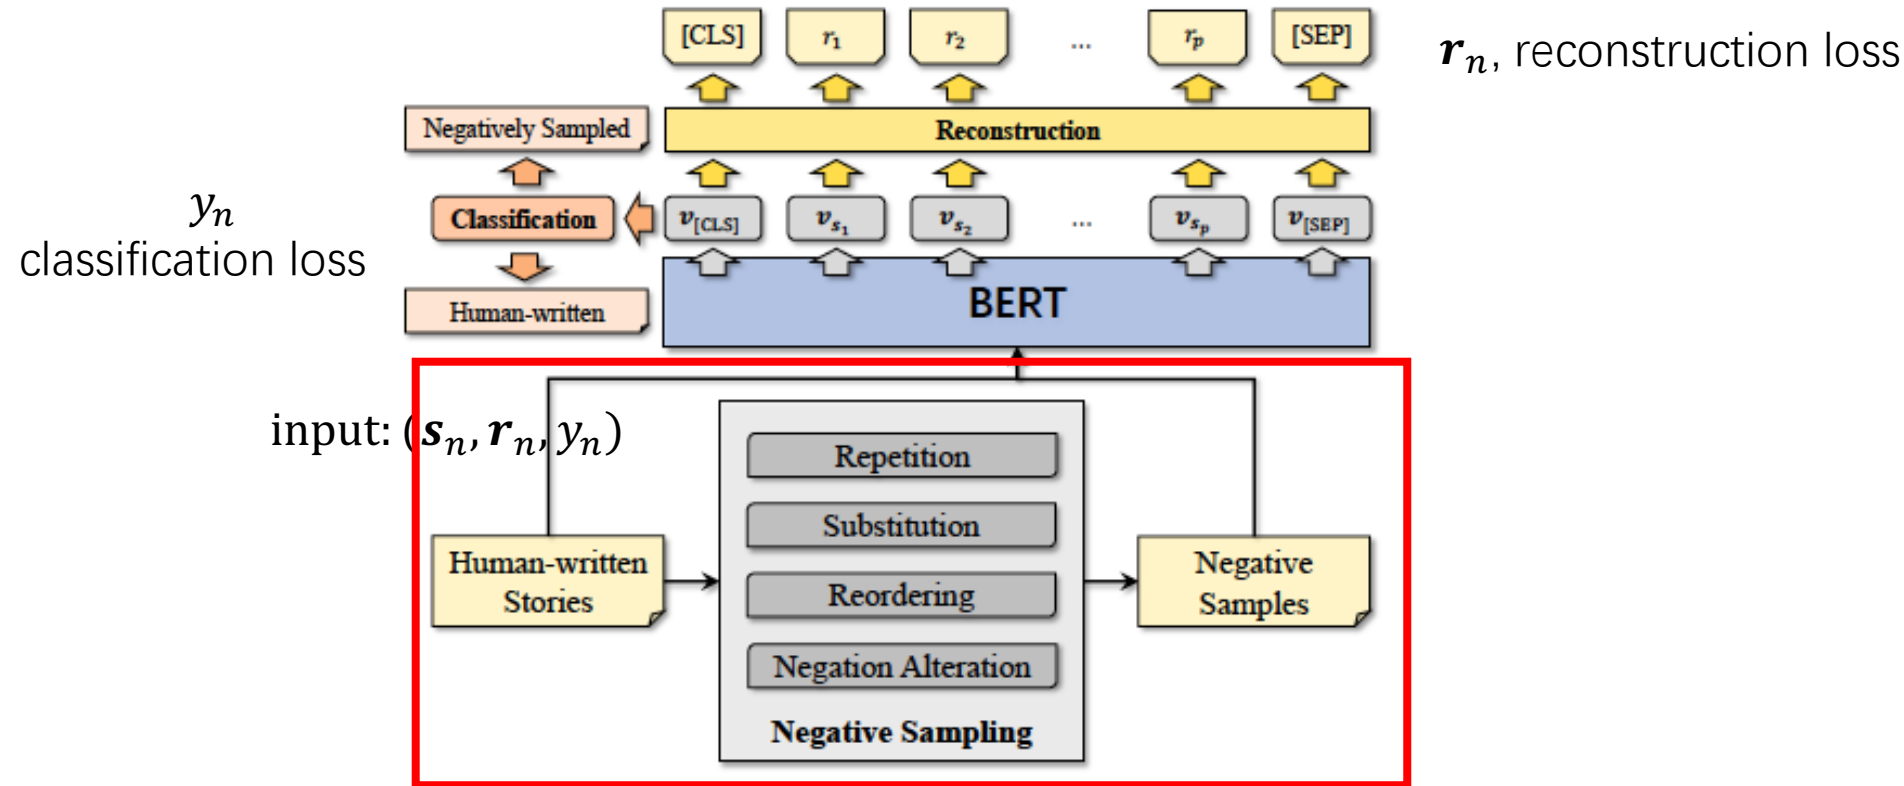 [CLS] r₁ r₂ ... rₚ [SEP]
𝒓ₙ, reconstruction loss
Negatively Sampled
Reconstruction
yₙ
classification loss
Classification
v[CLS] vₛ₁ vₛ₂ ... vₛₚ v[SEP]
Human-written
BERT
input: (𝒔ₙ, 𝒓ₙ, yₙ)
Repetition
Substitution
Human-written
Stories
Reordering
Negative
Samples
Negation Alteration
Negative Sampling